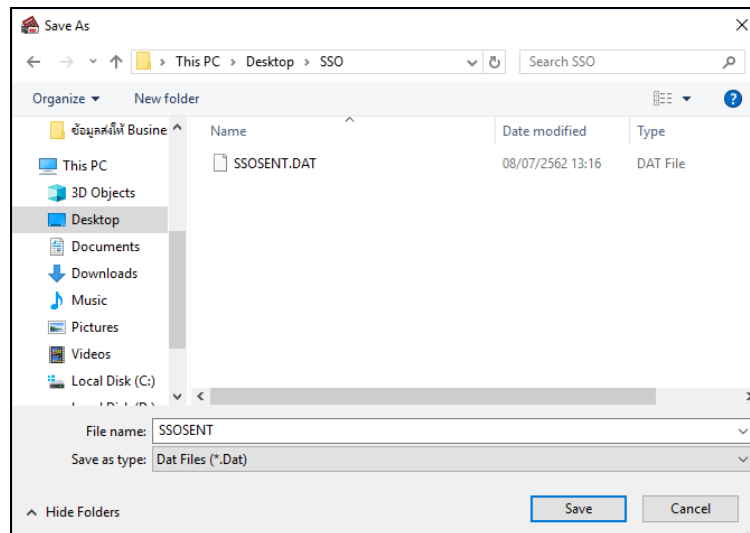 Save As
This PC > Desktop > SSO
Search SSO
Organize
New folder
ข้อมูลส่งให้ Busine
This PC
3D Objects
Desktop
Documents
Downloads
Music
Pictures
Videos
Local Disk (C:)
Name
Date modified
Type
SSOSENT.DAT
08/07/2562 13:16
DAT File
File name: SSOSENT
Save as type: Dat Files (*.Dat)
Hide Folders
Save
Cancel